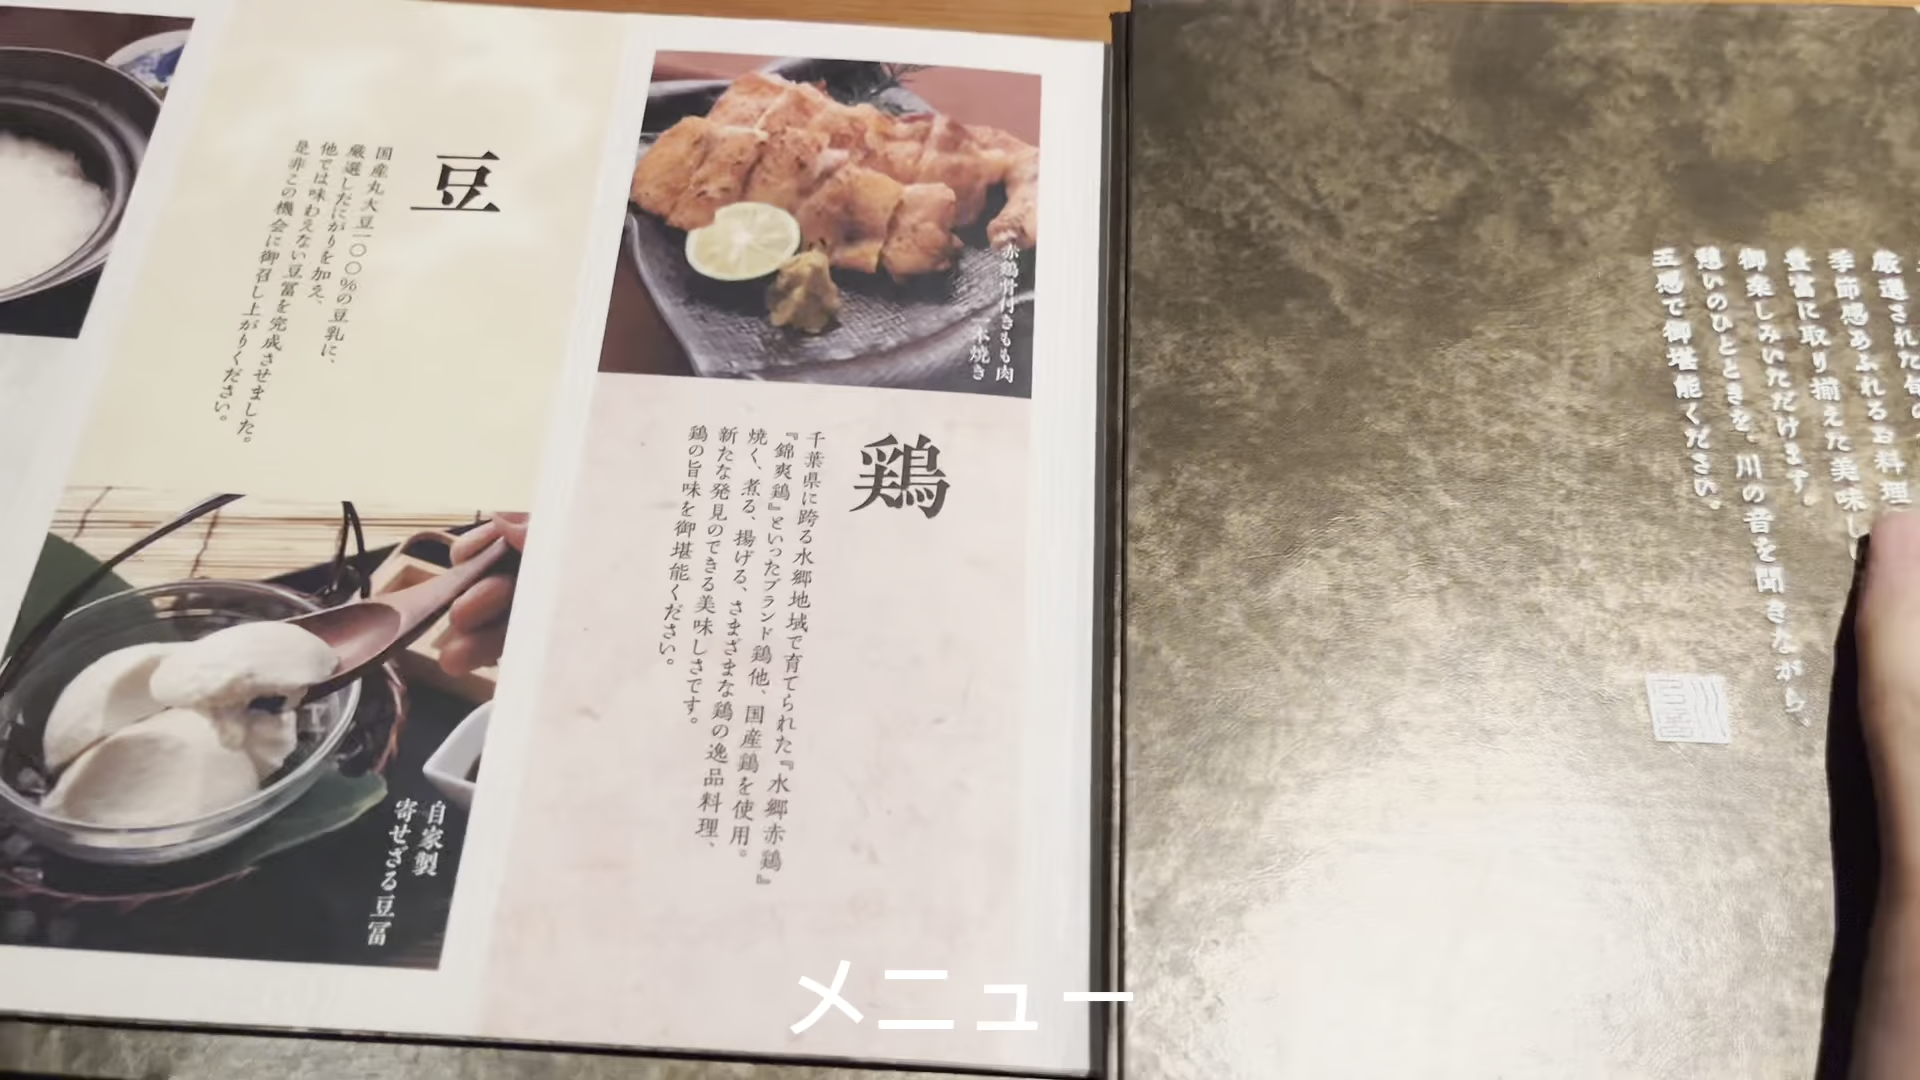 厳選された旬の
季節感あふれるお料理
豊富に取り揃えた美味し
御楽しみいただけます。
憩いのひとときを、川の音を聞きながら、
五感で御堪能ください。
赤鶏骨付きもも肉
一本焼き
鶏
千葉県に跨る水郷地域で育てられた『水郷赤鶏』
『錦爽鶏』といったブランド鶏他、国産鶏を使用。
焼く、煮る、揚げる、さまざまな鶏の逸品料理、
新たな発見のできる美味しさです。
鶏の旨味を御堪能ください。
豆
国産丸大豆一〇〇%の豆乳に、
厳選したにがりを加え、
他では味わえない豆冨を完成させました。
是非この機会に御召し上がりください。
自家製
寄せざる豆冨
メニュー